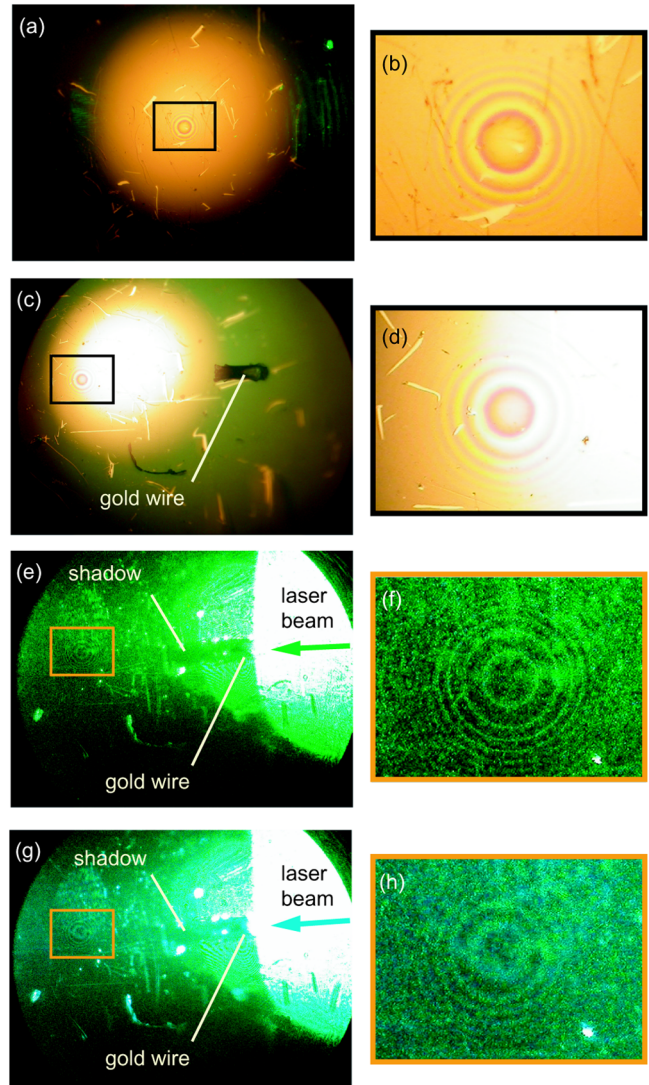 (a)
(b)
(c)
gold wire
(d)
(e)
shadow
laser
beam
gold wire
(f)
(g)
shadow
laser
beam
gold wire
(h)